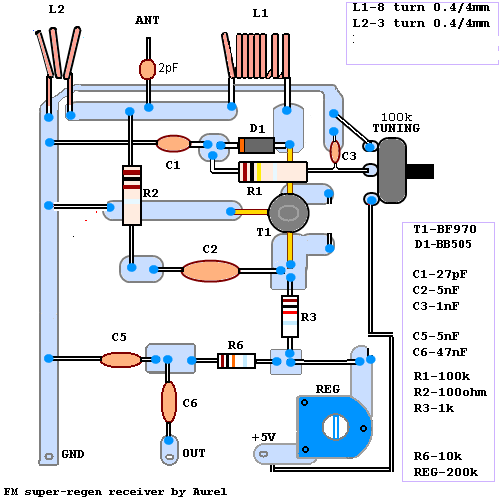 L1-8 turn 0.4/4mm
L2-3 turn 0.4/4mm
:
L2
ANT
L1
2pF
100k
TUNING
D1
C1
C3
R1
R2
T1
T1-BF970
D1-BB505
C2
C1-27pF
C2-5nF
C3-1nF
R3
C5
R6
C5-5nF
C6-47nF
R1-100k
R2-100ohm
R3-1k
REG
C6
+5V
GND
OUT
R6-10k
REG-200k
FM super-regen receiver by Aurel